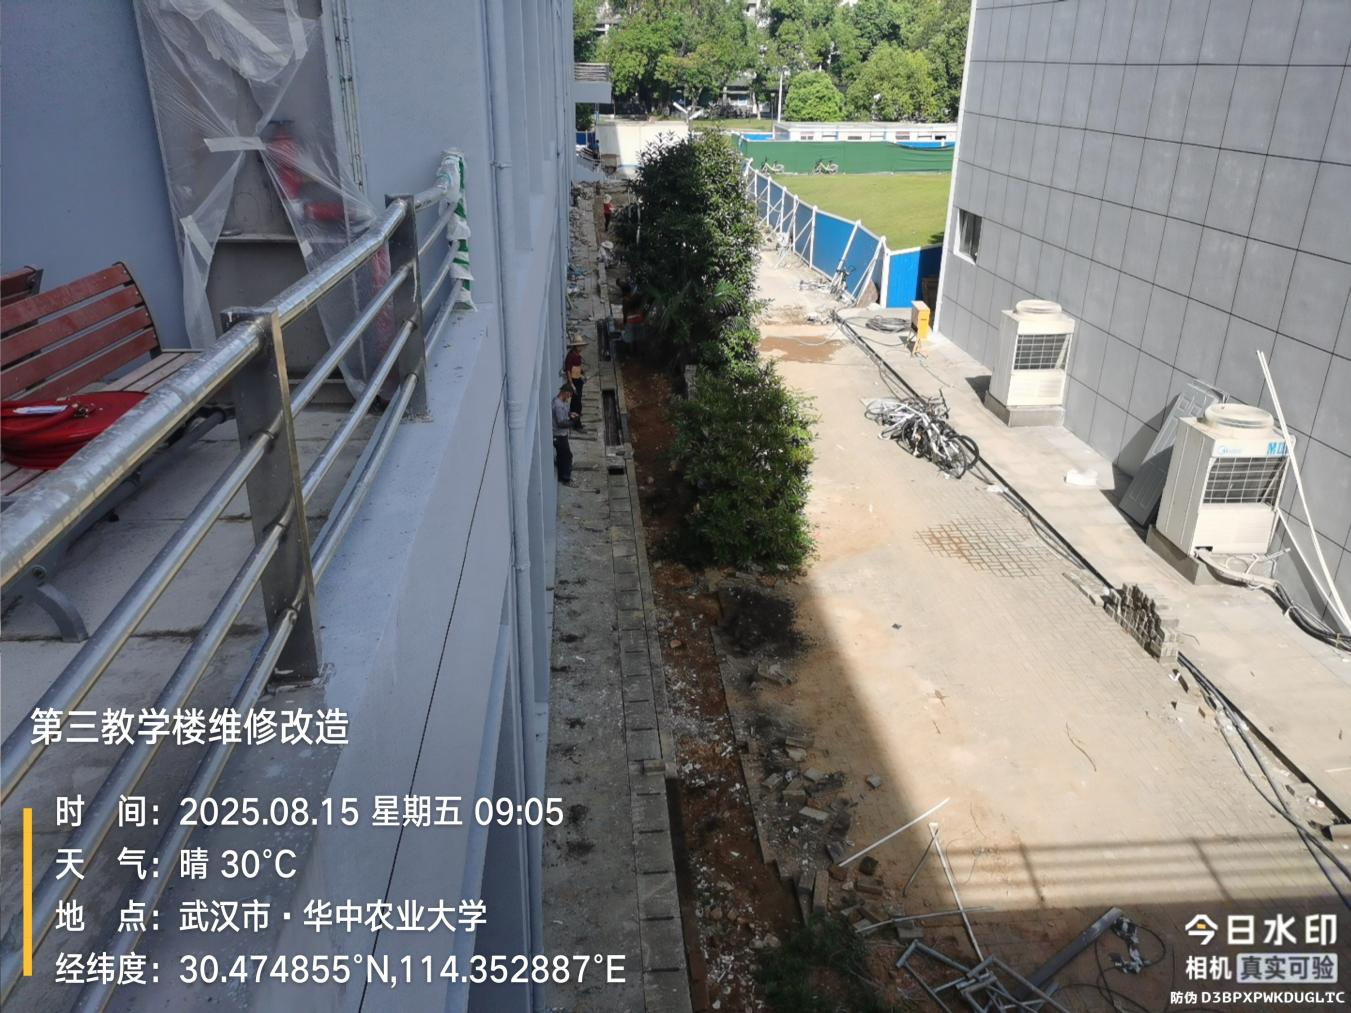 第三教学楼维修改造
时 间：2025.08.15 星期五 09:05
天 气：晴 30°C
地 点：武汉市·华中农业大学
经纬度：30.474855°N,114.352887°E
今日水印
相机 真实可验
防伪 D3BPXPWKDUGLTC